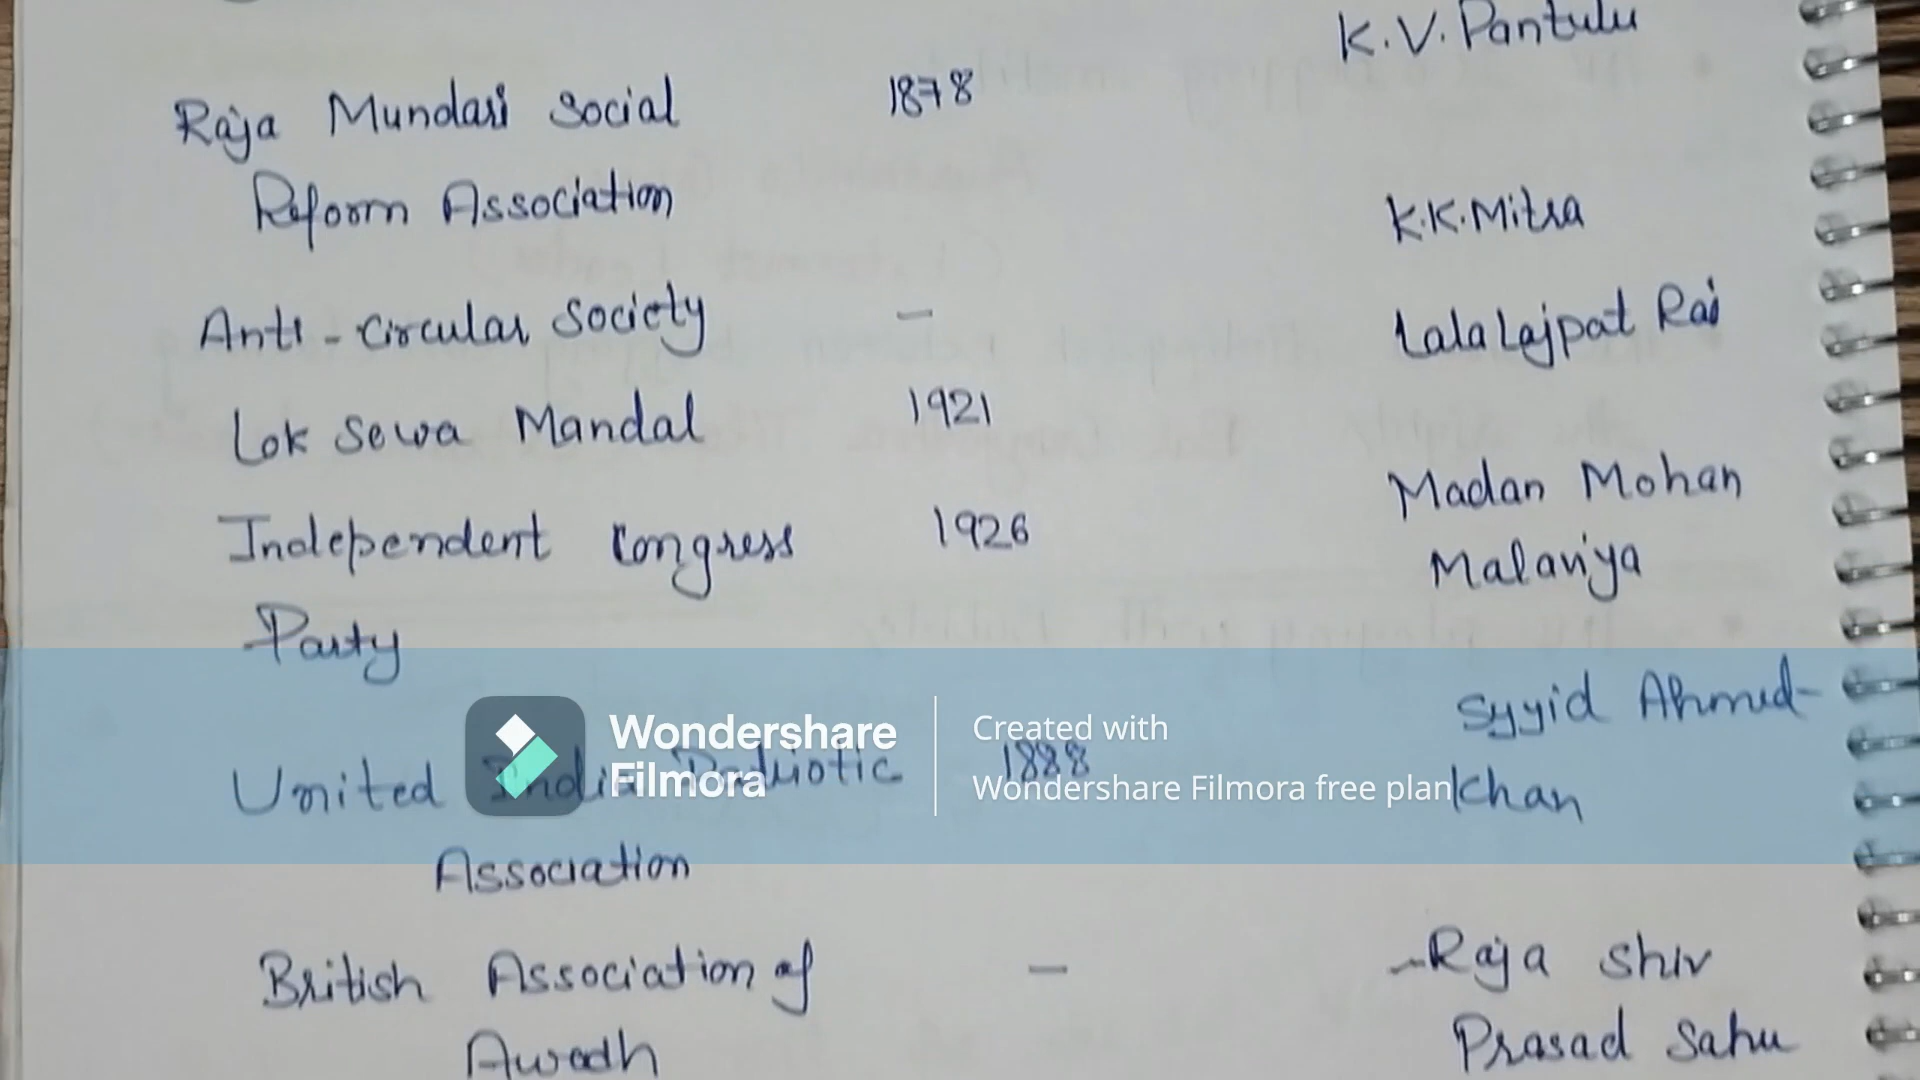 K.V. Pantulu
Raja Mundari Social 1878
Reform Association
K.K. Mitra
Anti-circular Society —
Lala Lajpat Rai
Lok Sewa Mandal 1921
Madan Mohan
Independent Congress 1926
Malaviya
Party
Syyid Ahmed-
Wondershare
Filmora
Created with
Wondershare Filmora free plan
United India Patriotic 1888
Khan
Association
British Association of —
-Raja Shiv
Awadh
Prasad Sahu